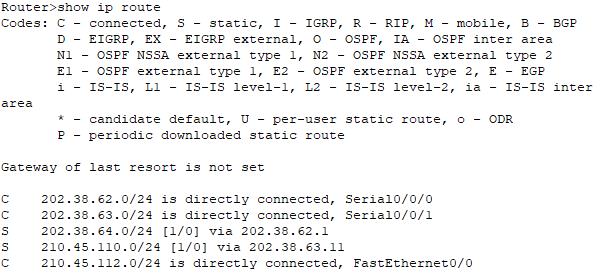 Router>show ip route
Codes: C - connected, S - static, I - IGRP, R - RIP, M - mobile, B - BGP
       D - EIGRP, EX - EIGRP external, O - OSPF, IA - OSPF inter area
       N1 - OSPF NSSA external type 1, N2 - OSPF NSSA external type 2
       E1 - OSPF external type 1, E2 - OSPF external type 2, E - EGP
       i - IS-IS, L1 - IS-IS level-1, L2 - IS-IS level-2, ia - IS-IS inter
area
       * - candidate default, U - per-user static route, o - ODR
       P - periodic downloaded static route

Gateway of last resort is not set

C    202.38.62.0/24 is directly connected, Serial0/0/0
C    202.38.63.0/24 is directly connected, Serial0/0/1
S    202.38.64.0/24 [1/0] via 202.38.62.1
S    210.45.110.0/24 [1/0] via 202.38.63.11
C    210.45.112.0/24 is directly connected, FastEthernet0/0